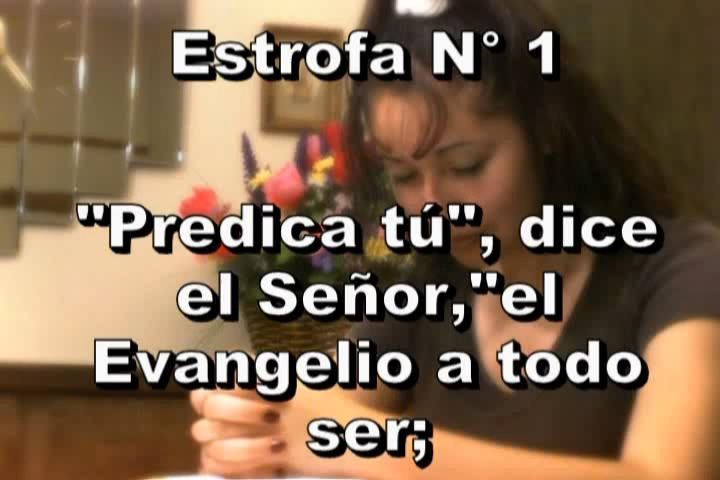 Estrofa N° 1
"Predica tú", dice
el Señor,"el
Evangelio a todo
ser;